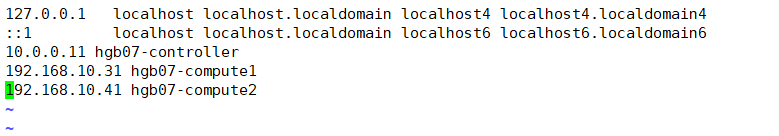 127.0.0.1   localhost localhost.localdomain localhost4 localhost4.localdomain4
::1         localhost localhost.localdomain localhost6 localhost6.localdomain6
10.0.0.11 hgb07-controller
192.168.10.31 hgb07-compute1
192.168.10.41 hgb07-compute2
~
~